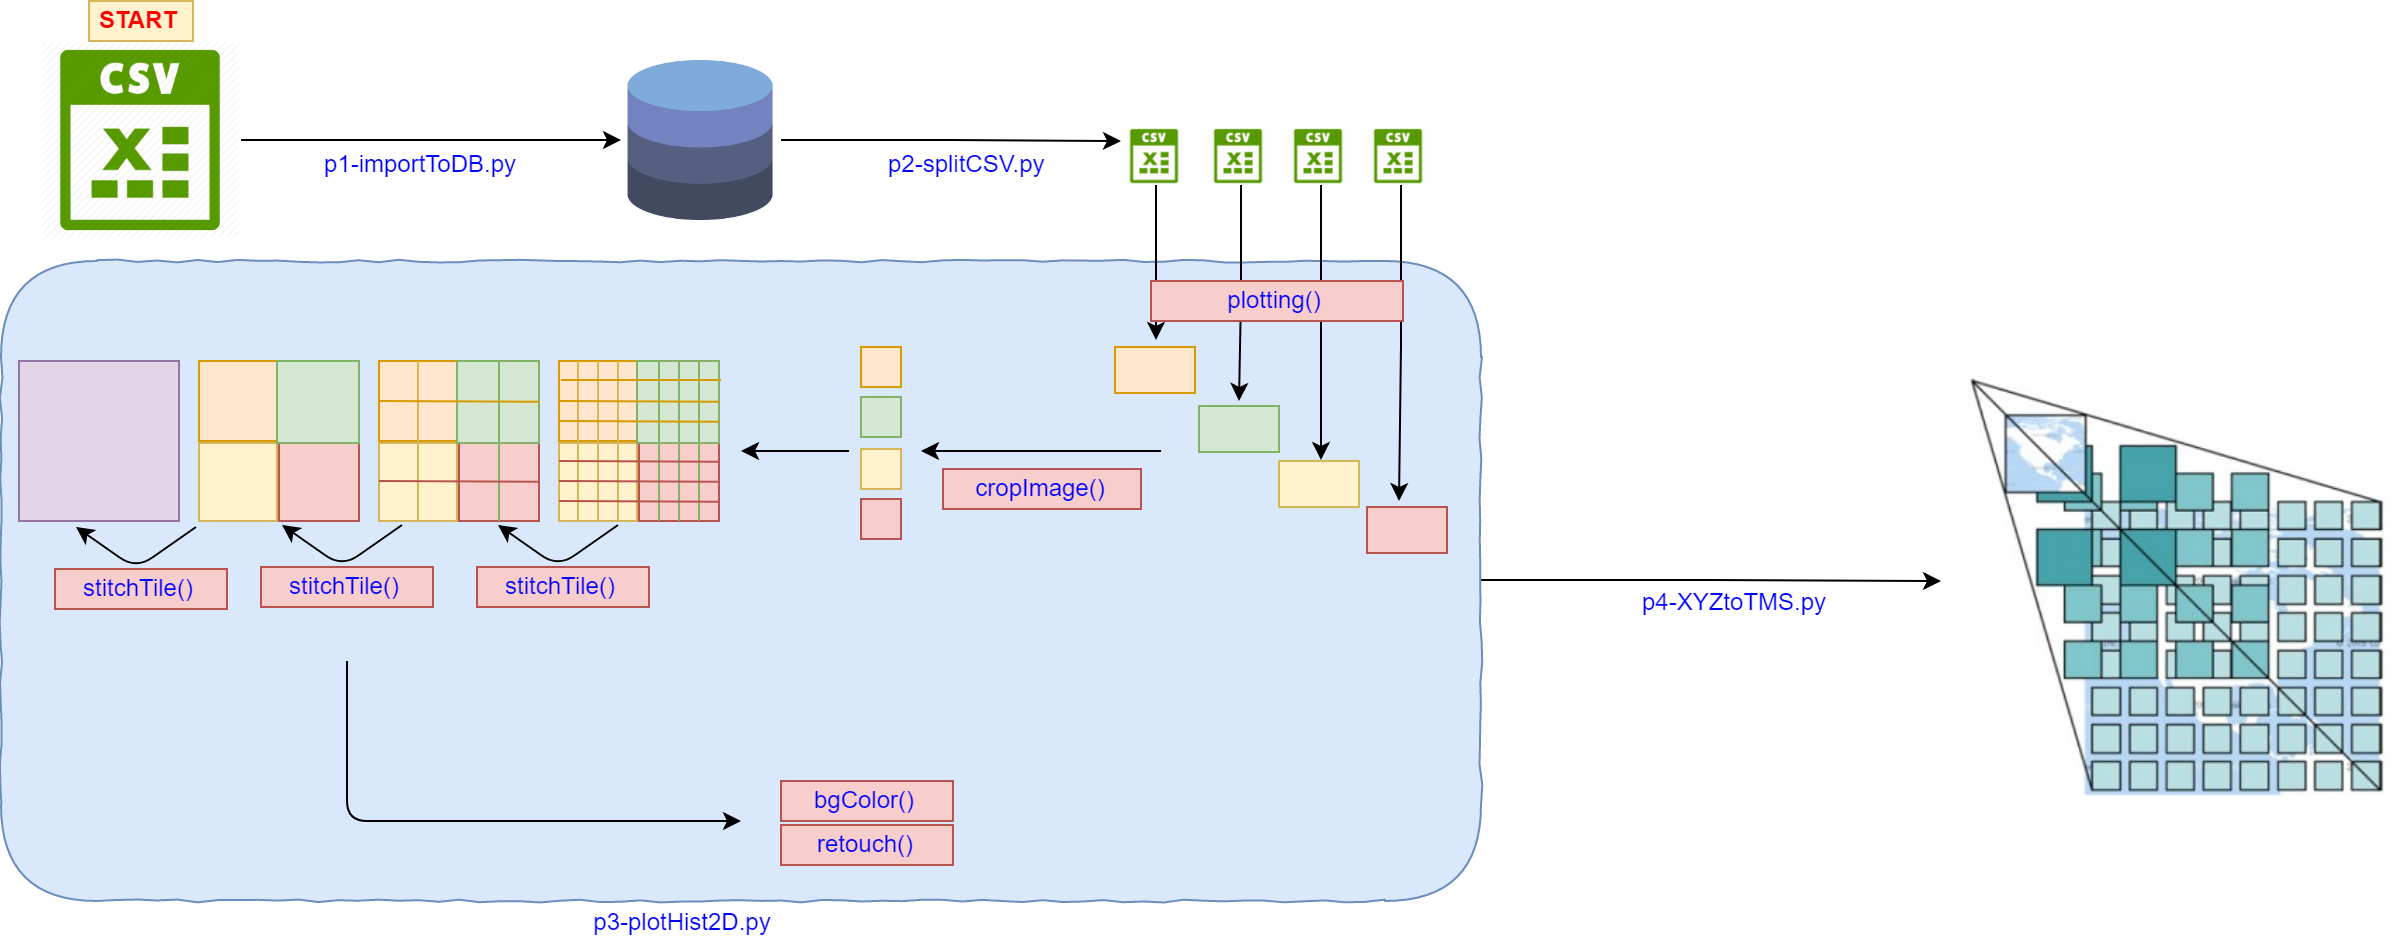 START
CSV
p1-importToDB.py
p2-splitCSV.py
CSV
CSV
CSV
CSV
plotting()
cropImage()
stitchTile()
stitchTile()
stitchTile()
p4-XYZtoTMS.py
bgColor()
retouch()
p3-plotHist2D.py